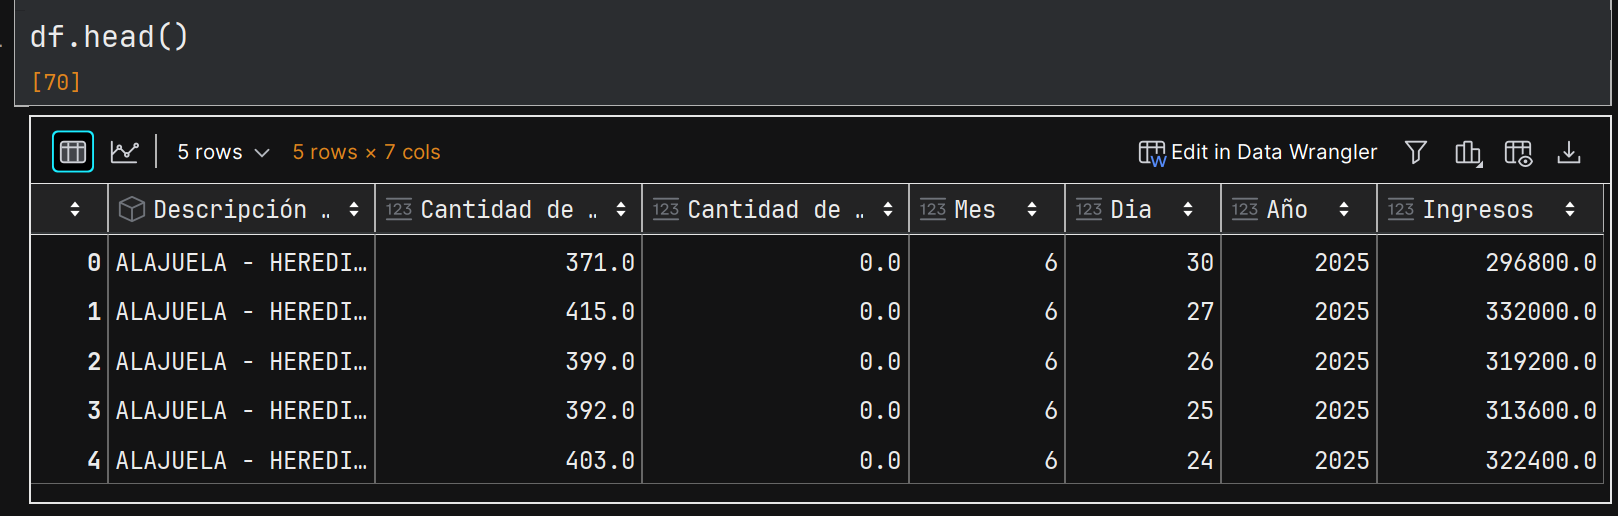 df.head()
[70]
5 rows 5 rows × 7 cols Edit in Data Wrangler
Descripción .. 123 Cantidad de .. 123 Cantidad de .. 123 Mes 123 Dia 123 Año 123 Ingresos
0 ALAJUELA - HEREDI… 371.0 0.0 6 30 2025 296800.0
1 ALAJUELA - HEREDI… 415.0 0.0 6 27 2025 332000.0
2 ALAJUELA - HEREDI… 399.0 0.0 6 26 2025 319200.0
3 ALAJUELA - HEREDI… 392.0 0.0 6 25 2025 313600.0
4 ALAJUELA - HEREDI… 403.0 0.0 6 24 2025 322400.0